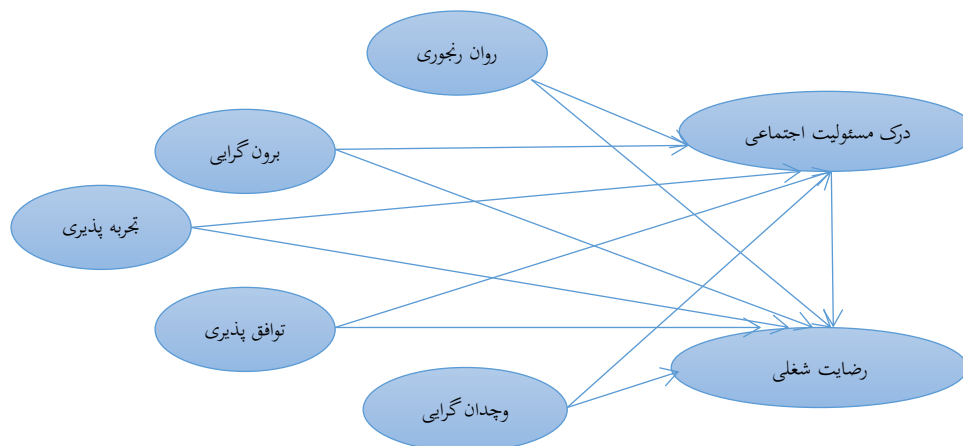 روان رنجوری
درک مسئولیت اجتماعی
برون گرایی
تجربه پذیری
توافق پذیری
رضایت شغلی
وجدان گرایی